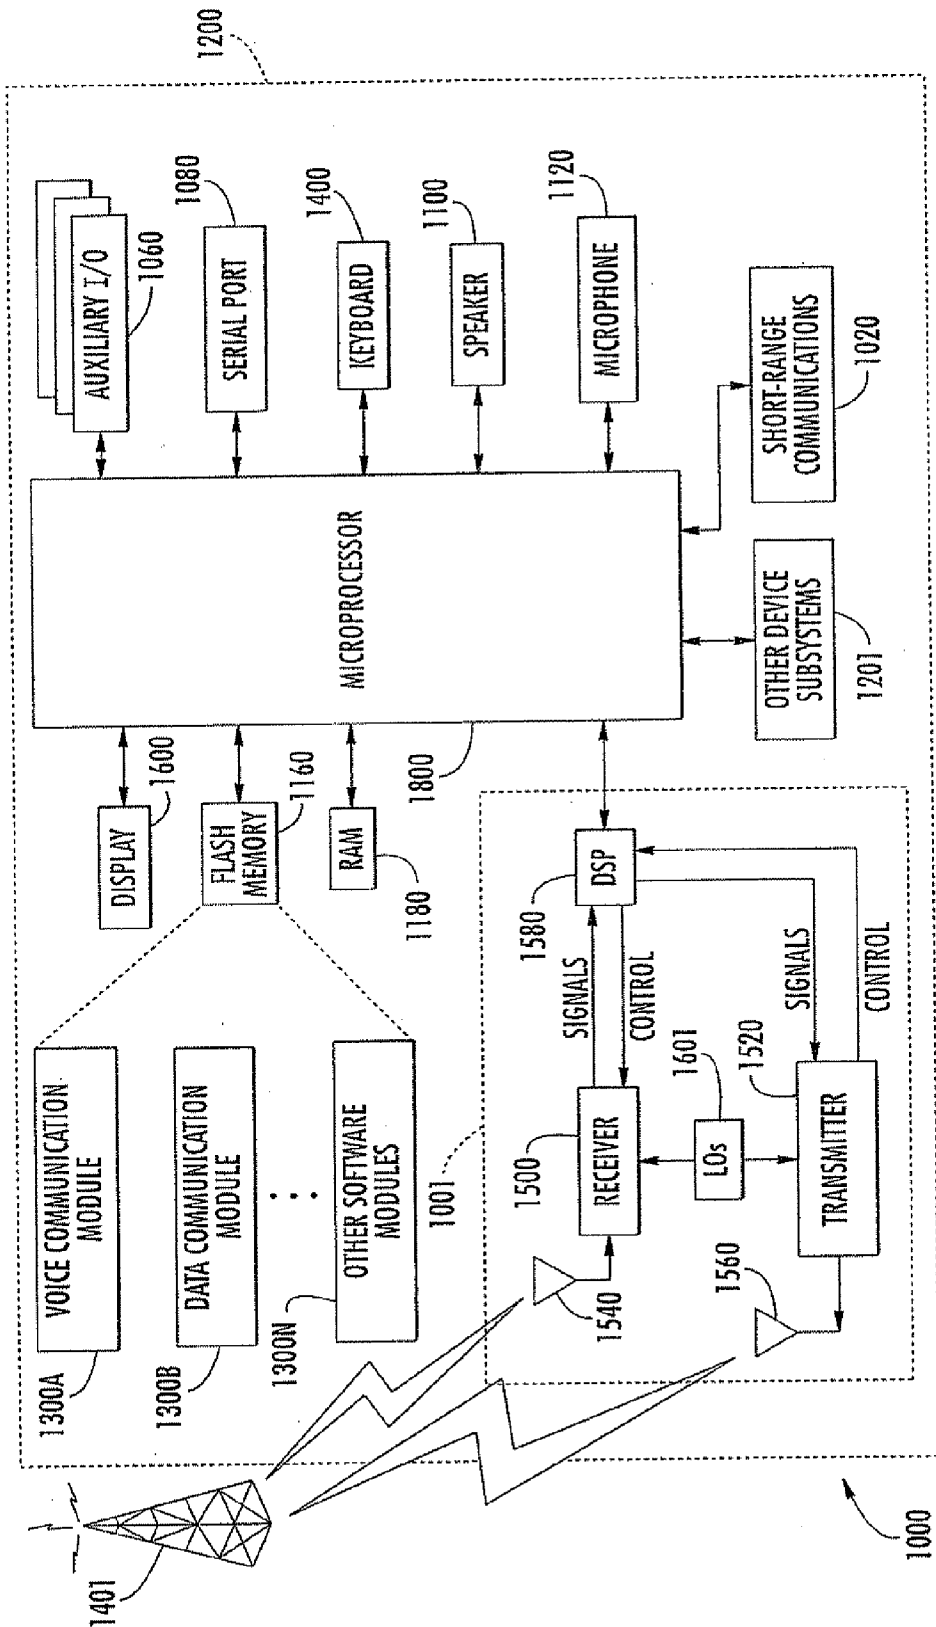 1200
AUXILIARY I/O
1060
SERIAL PORT
1080
KEYBOARD
1400
SPEAKER
1100
MICROPHONE
1120
SHORT-RANGE
COMMUNICATIONS
1020
OTHER DEVICE
SUBSYSTEMS
1201
MICROPROCESSOR
1800
DISPLAY
1600
FLASH
MEMORY
1160
RAM
1180
VOICE COMMUNICATION
MODULE
1300A
DATA COMMUNICATION
MODULE
1300B
OTHER SOFTWARE
MODULES
1300N
1001
DSP
1580
SIGNALS
CONTROL
SIGNALS
CONTROL
RECEIVER
1500
LOs
1601
TRANSMITTER
1520
1540
1560
1401
1000